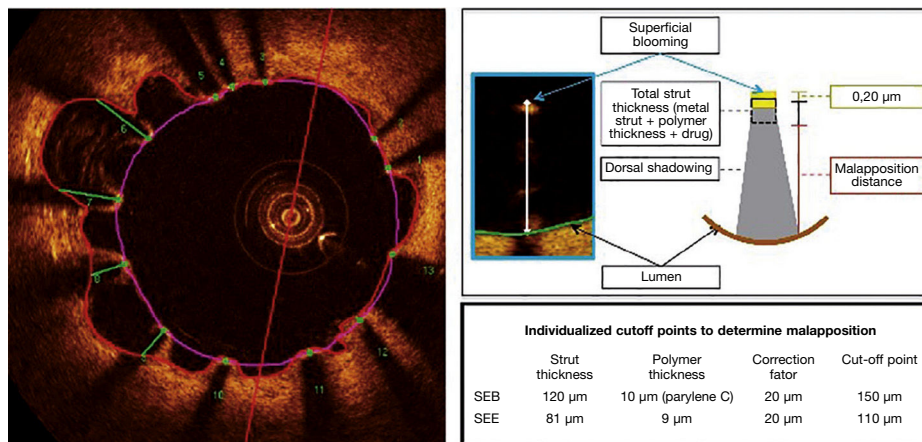 5 4 3
2
6
1
7
13
8
9
12
10
11
Superficial
blooming
Total strut
thickness (metal
strut + polymer
thickness + drug)
0,20 µm
Dorsal shadowing
Malapposition
distance
Lumen
Individualized cutoff points to determine malapposition
Strut thickness Polymer thickness Correction fator Cut-off point
SEB 120 µm 10 µm (parylene C) 20 µm 150 µm
SEE 81 µm 9 µm 20 µm 110 µm